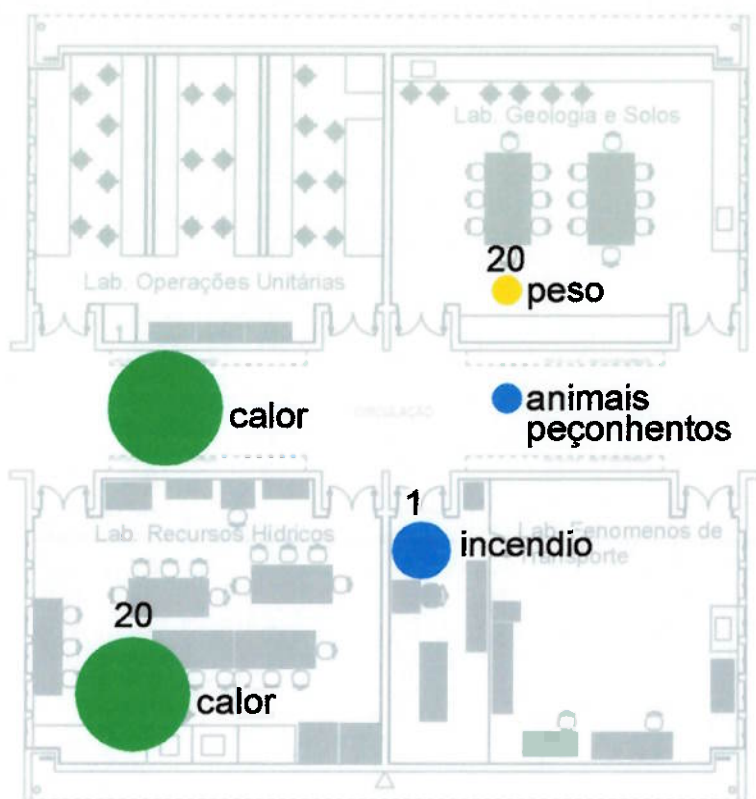 Lab. Geologia e Solos
Lab. Operações Unitárias
20
peso
calor
CIRCULAÇÃO
animais
peçonhentos
Lab. Recursos Hídricos
1
incendio
Lab. Fenomenos de
Transporte
20
calor